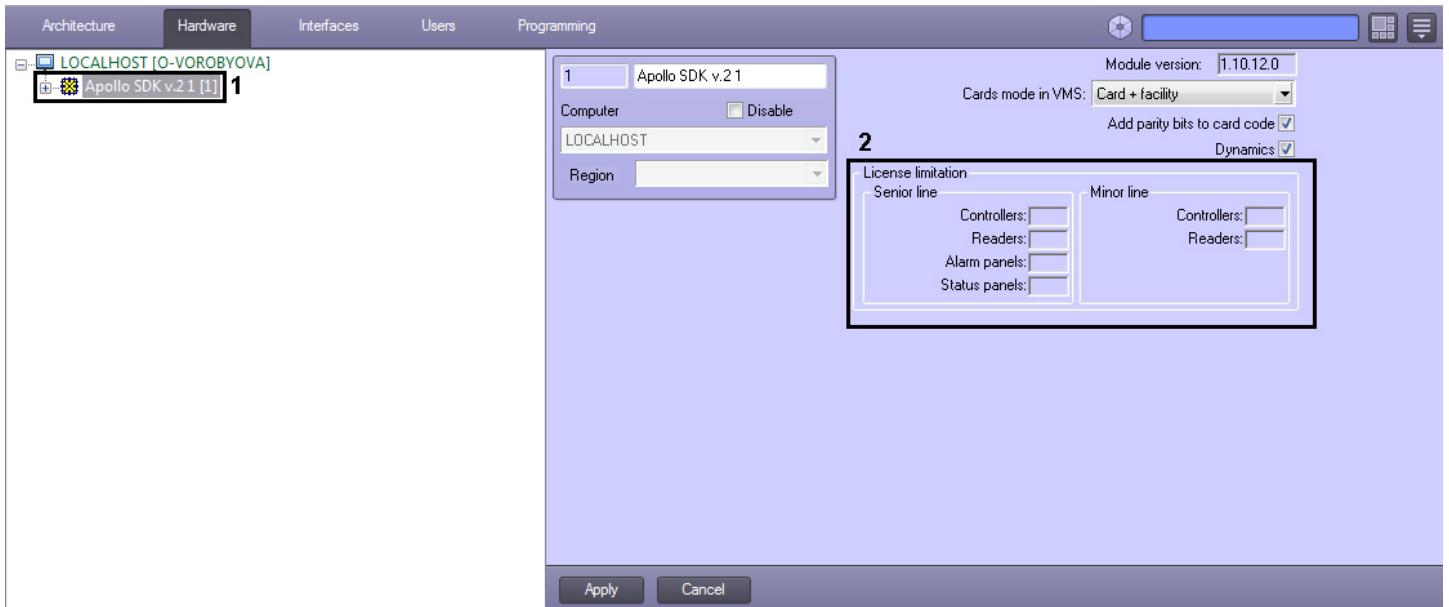 Architecture Hardware Interfaces Users Programming
LOCALHOST [O-VOROBYOVA]
Apollo SDK v.2 1 [1] 1
1 Apollo SDK v.2 1
Computer Disable
LOCALHOST
Region
Module version: 1.10.12.0
Cards mode in VMS: Card + facility
Add parity bits to card code
Dynamics
2
License limitation
Senior line
Controllers:
Readers:
Alarm panels:
Status panels:
Minor line
Controllers:
Readers:
Apply Cancel